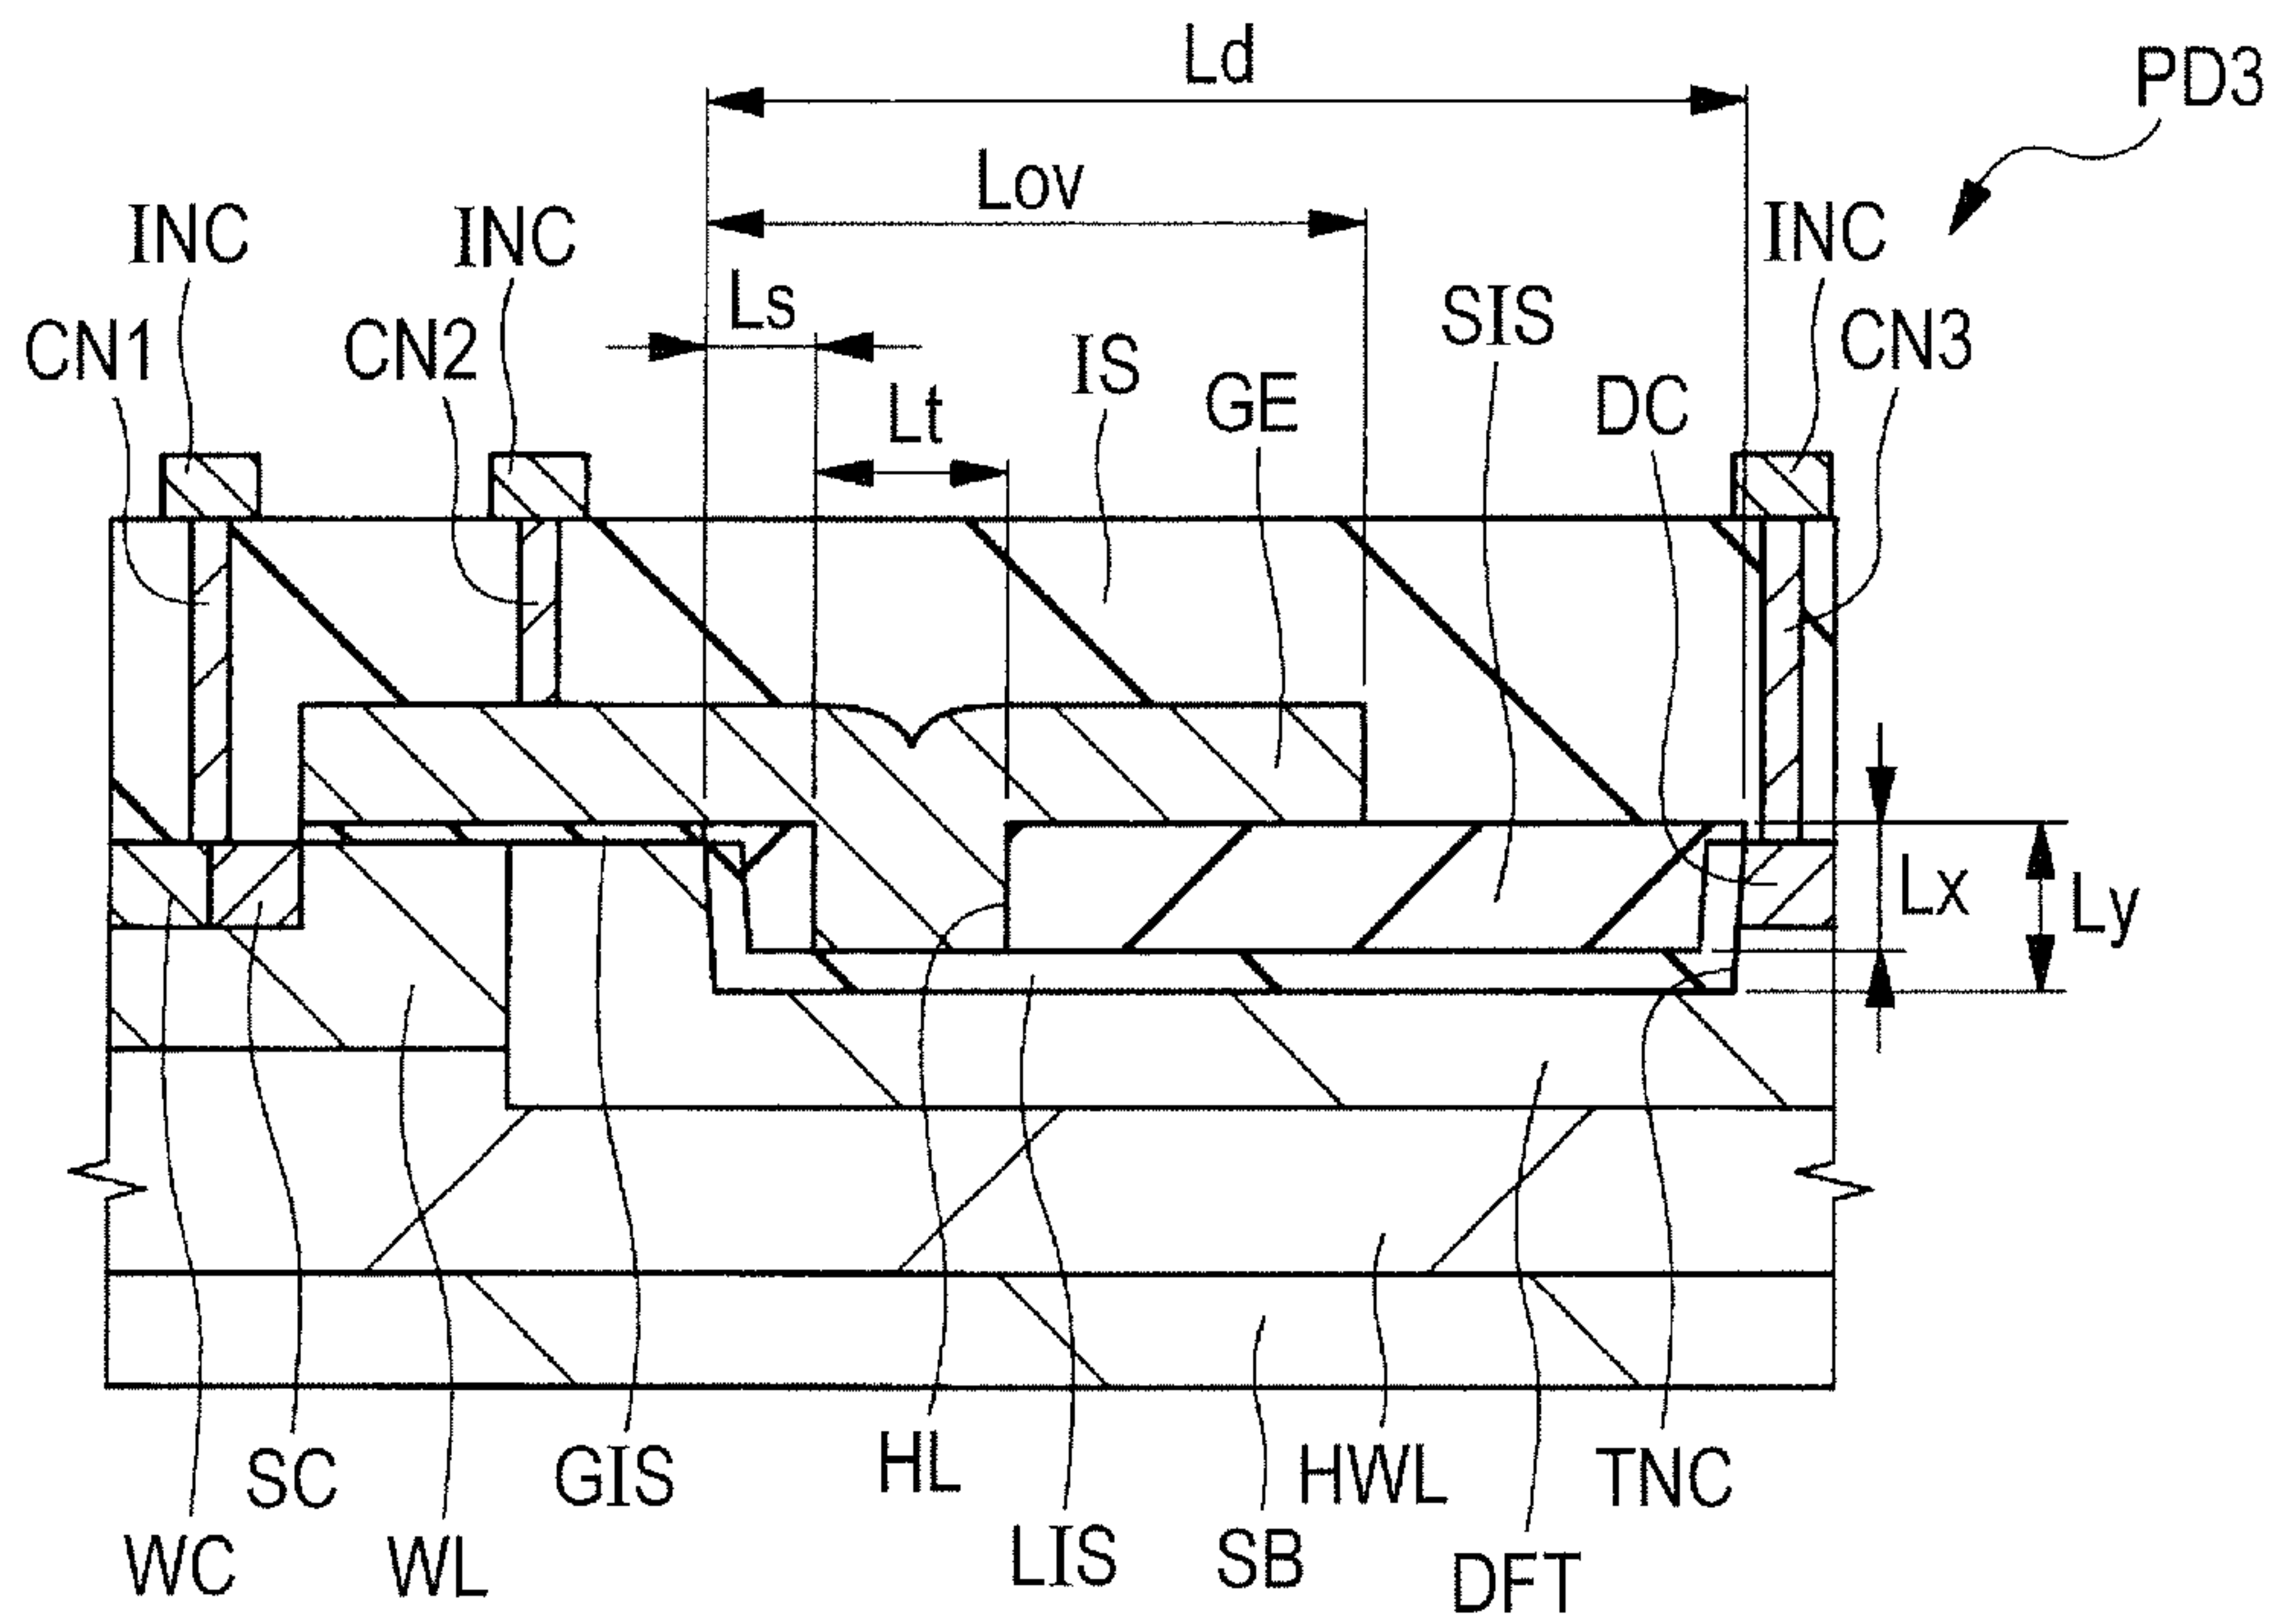 Ld
PD3
Lov
INC
INC
INC
Ls
SIS
CN1
CN2
IS
CN3
GE
DC
Lt
Lx
Ly
SC
GIS
HL
HWL
TNC
WC
WL
LIS
SB
DFT